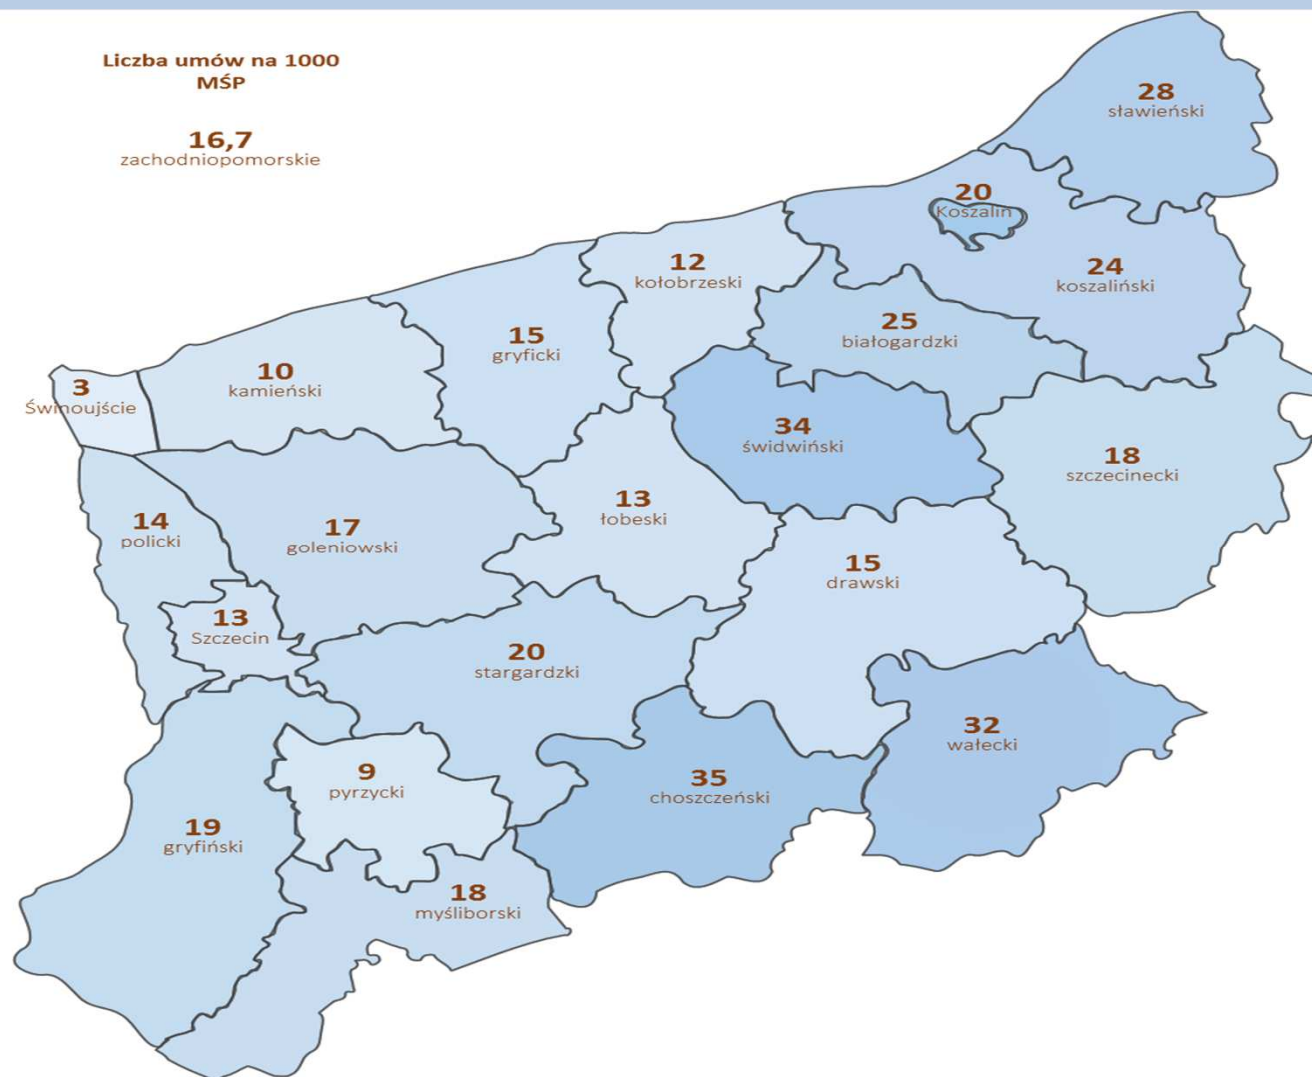 Liczba umów na 1000
MŚP
16,7
zachodniopomorskie
28
sławieński
20
Koszalin
24
koszaliński
12
kołobrzeski
25
białogardzki
15
gryficki
10
kamieński
3
Świnoujście
34
świdwiński
18
szczecinecki
13
łobeski
14
policki
17
goleniowski
15
drawski
13
Szczecin
20
stargardzki
32
wałecki
9
pyrzycki
35
choszczeński
19
gryfiński
18
myśliborski